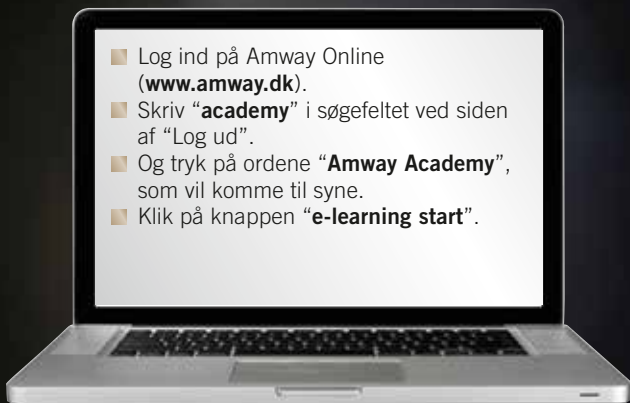 Log ind på Amway Online
(www.amway.dk).
Skriv “academy” i søgefeltet ved siden
af “Log ud”.
Og tryk på ordene “Amway Academy”,
som vil komme til syne.
Klik på knappen “e-learning start”.